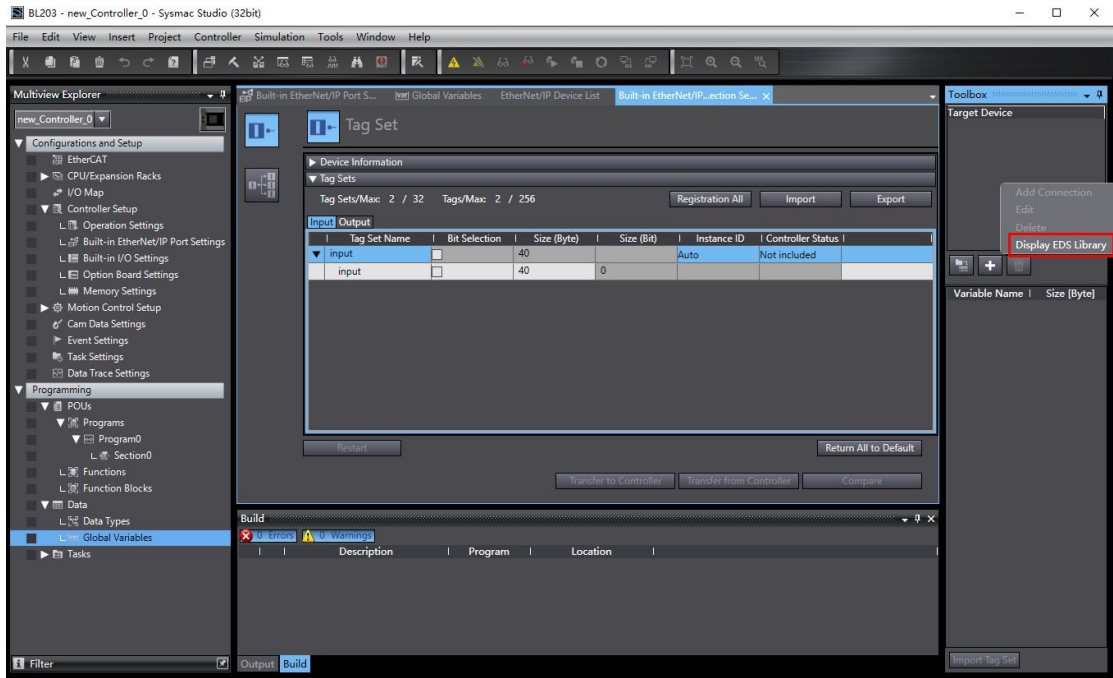 BL203 - new_Controller_0 - Sysmac Studio (32bit)
File Edit View Insert Project Controller Simulation Tools Window Help
Multiview Explorer
new_Controller_0
Configurations and Setup
EtherCAT
CPU/Expansion Racks
I/O Map
Controller Setup
Operation Settings
Built-in EtherNet/IP Port Settings
Built-in I/O Settings
Option Board Settings
Memory Settings
Motion Control Setup
Cam Data Settings
Event Settings
Task Settings
Data Trace Settings
Programming
POUs
Programs
Program0
Section0
Functions
Function Blocks
Data
Data Types
Global Variables
Tasks
Filter
Built-in EtherNet/IP Port S... Global Variables EtherNet/IP Device List Built-in EtherNet/IP...ection Se...
Tag Set
Device Information
Tag Sets
Tag Sets/Max: 2 / 32 Tags/Max: 2 / 256 Registration All Import Export
Input Output
Tag Set Name Bit Selection Size (Byte) Size (Bit) Instance ID Controller Status
input 40 Auto Not included
input 40 0
Restart Return All to Default
Transfer to Controller Transfer from Controller Compare
Build
0 Errors 0 Warnings
Description Program Location
Output Build
Toolbox
Target Device
Add Connection
Edit
Delete
Display EDS Library
Variable Name Size [Byte]
Import Tag Set